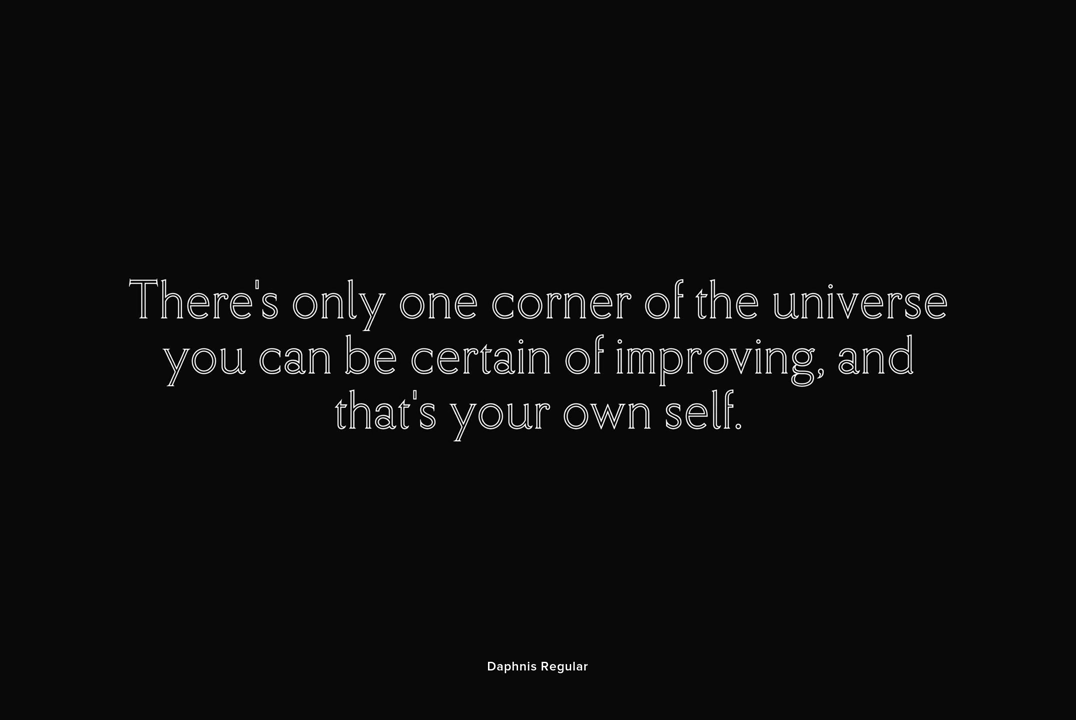 There's only one corner of the universe
you can be certain of improving, and
that's your own self.
Daphnis Regular